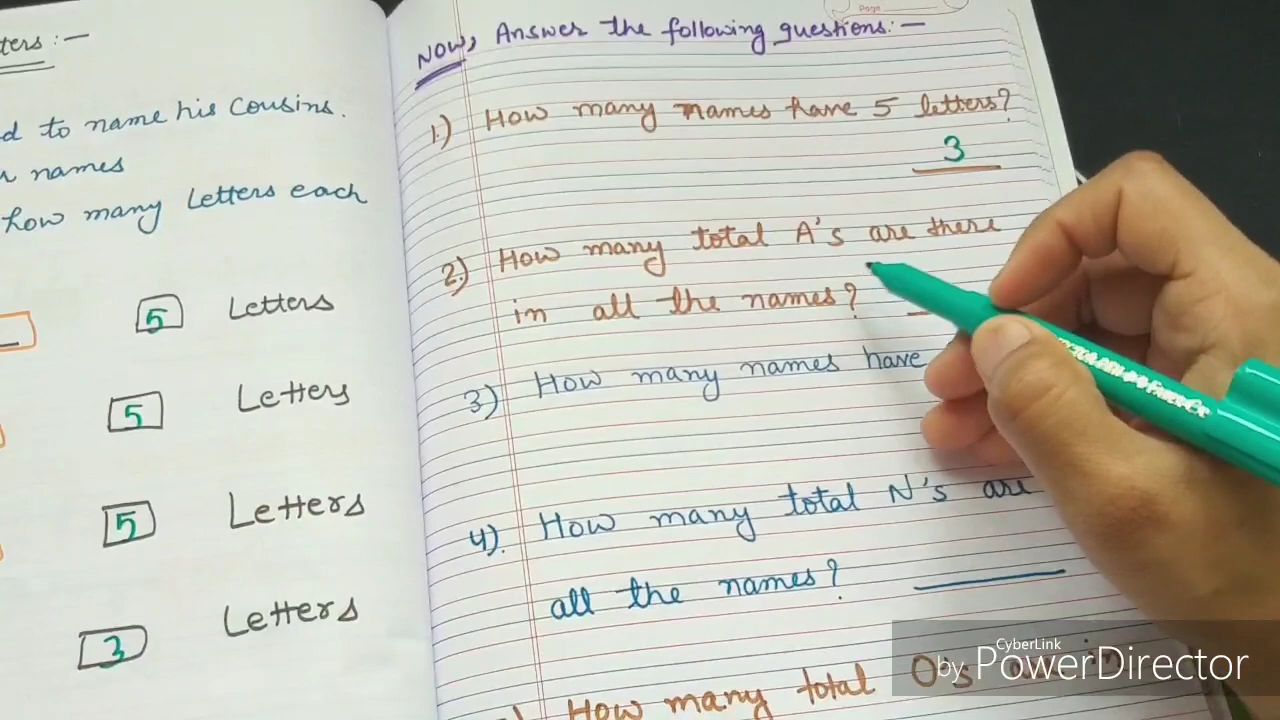 ters:-
d to name his Cousins.
names
how many Letters each
5 Letters
5 Letters
5 Letters
3 Letters
Page
NOW, Answer the following questions:-
1.) How many names have 5 letters?
3
2) How many total A's are there
in all the names?
3) How many names have
4). How many total N's are
all the names?
How many total O's
CyberLink
by PowerDirector